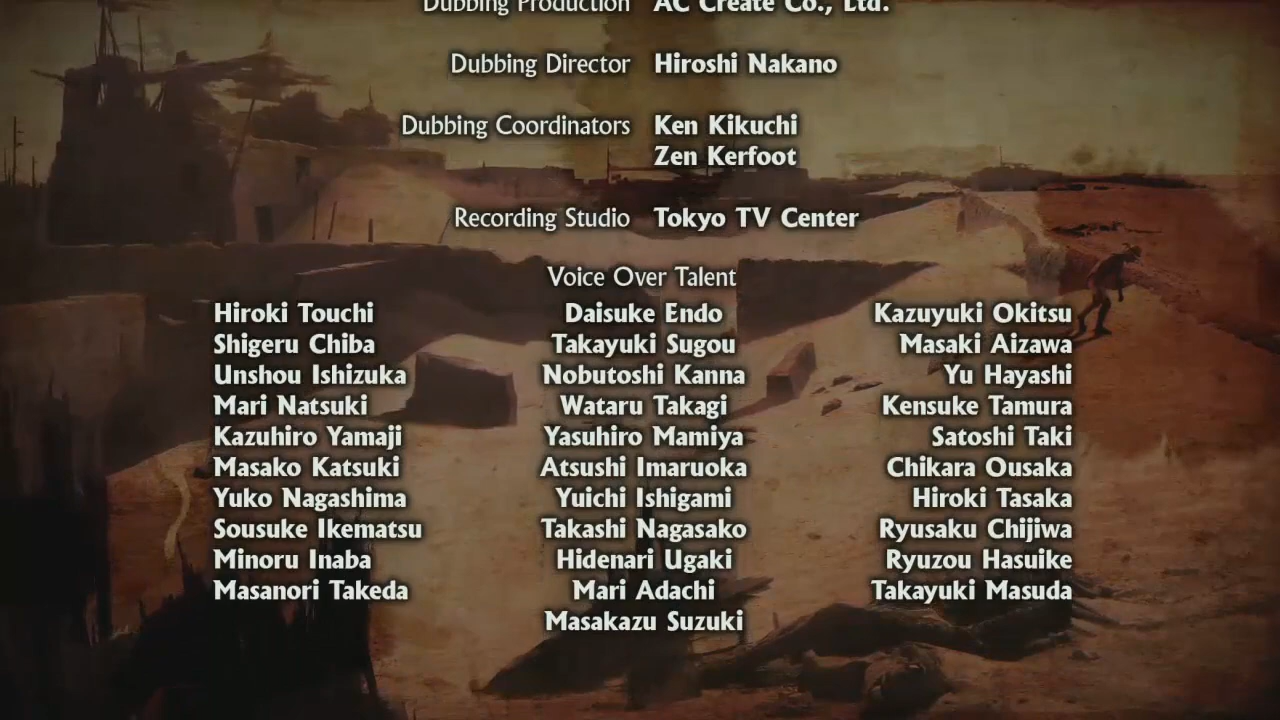 Dubbing Production AC Create Co., Ltd.
Dubbing Director Hiroshi Nakano
Dubbing Coordinators Ken Kikuchi
Zen Kerfoot
Recording Studio Tokyo TV Center
Voice Over Talent
Hiroki Touchi Daisuke Endo Kazuyuki Okitsu
Shigeru Chiba Takayuki Sugou Masaki Aizawa
Unshou Ishizuka Nobutoshi Kanna Yu Hayashi
Mari Natsuki Wataru Takagi Kensuke Tamura
Kazuhiro Yamaji Yasuhiro Mamiya Satoshi Taki
Masako Katsuki Atsushi Imaruoka Chikara Ousaka
Yuko Nagashima Yuichi Ishigami Hiroki Tasaka
Sousuke Ikematsu Takashi Nagasako Ryusaku Chijiwa
Minoru Inaba Hidenari Ugaki Ryuzou Hasuike
Masanori Takeda Mari Adachi Takayuki Masuda
Masakazu Suzuki